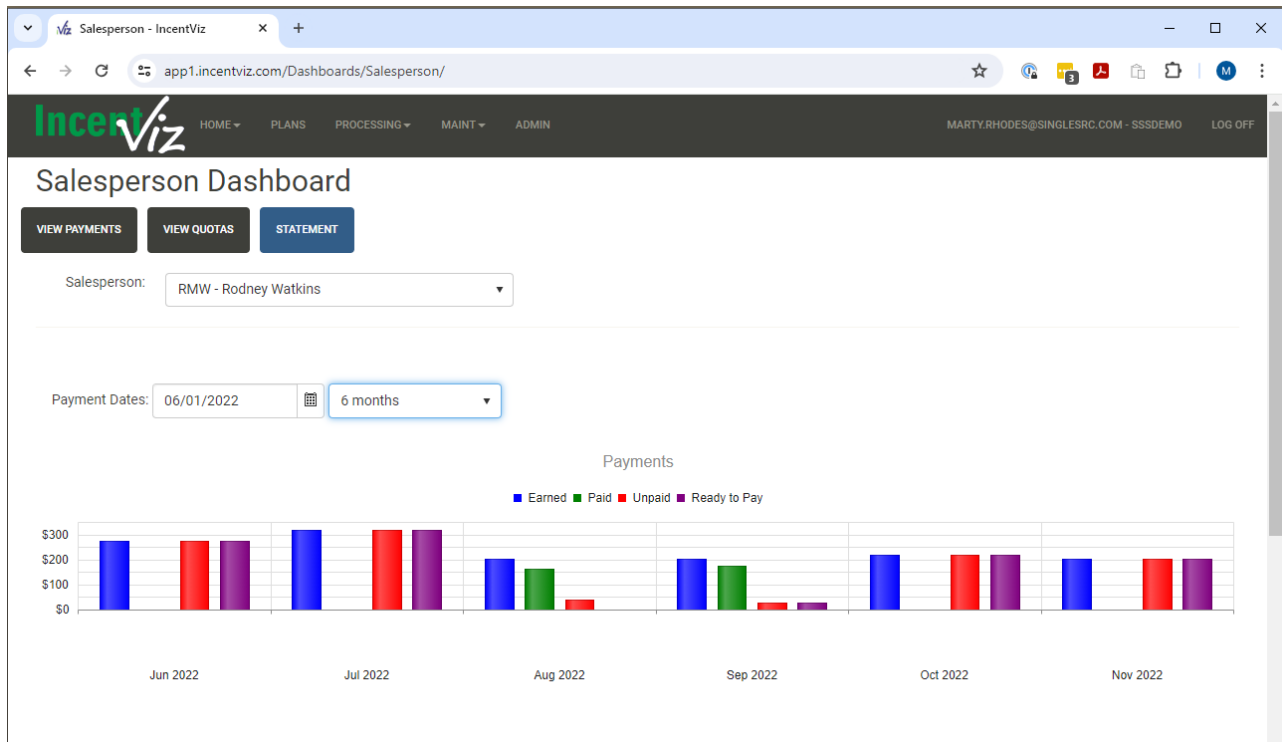 Salesperson - IncentViz
app1.incentviz.com/Dashboards/Salesperson/
3
M
IncentViz HOME PLANS PROCESSING MAINT ADMIN MARTY.RHODES@SINGLESRC.COM - SSSDEMO LOG OFF
Salesperson Dashboard
VIEW PAYMENTS VIEW QUOTAS STATEMENT
Salesperson: RMW - Rodney Watkins
Payment Dates: 06/01/2022 6 months
Payments
Earned Paid Unpaid Ready to Pay
$300
$200
$100
$0
Jun 2022 Jul 2022 Aug 2022 Sep 2022 Oct 2022 Nov 2022